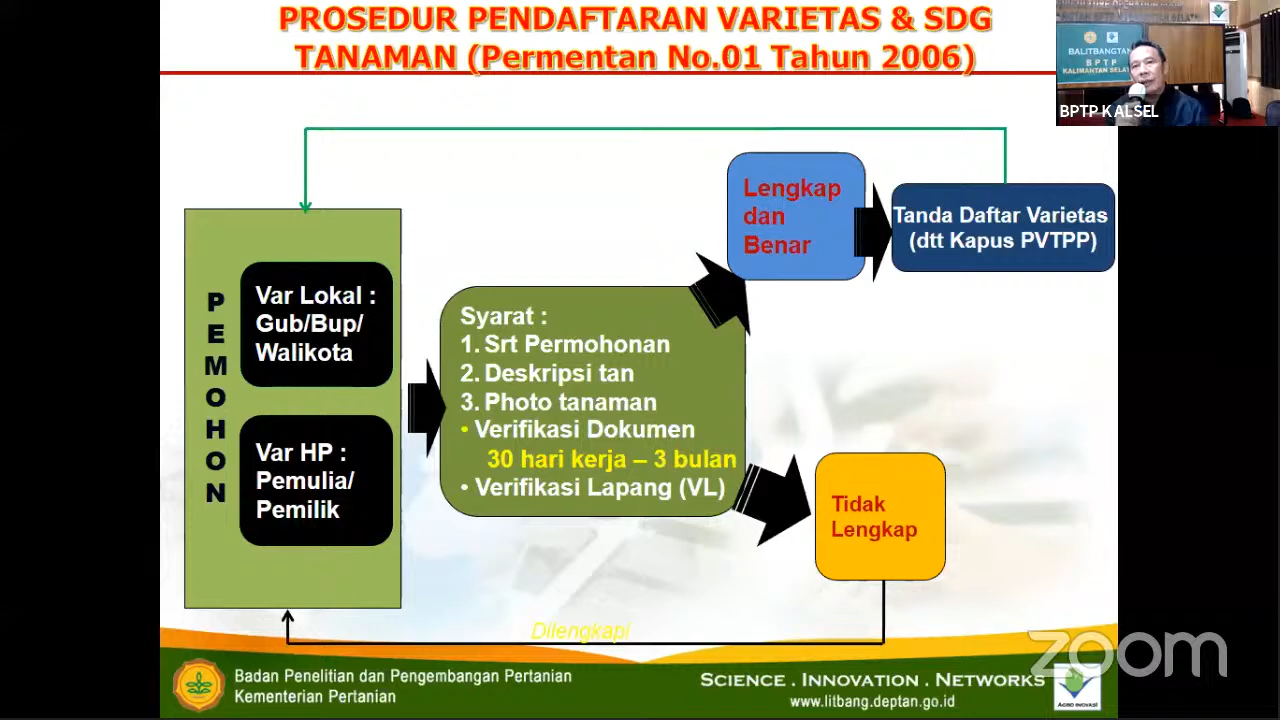 PROSEDUR PENDAFTARAN VARIETAS & SDG
TANAMAN (Permentan No.01 Tahun 2006)
BALITBANGTAN
BPTP
KALIMANTAN SELATAN
BPTP KALSEL
PEMOHON
Var Lokal :
Gub/Bup/
Walikota
Var HP :
Pemulia/
Pemilik
Syarat :
1. Srt Permohonan
2. Deskripsi tan
3. Photo tanaman
• Verifikasi Dokumen
30 hari kerja – 3 bulan
• Verifikasi Lapang (VL)
Lengkap
dan
Benar
Tanda Daftar Varietas
(dtt Kapus PVTPP)
Tidak
Lengkap
Dilengkapi
Badan Penelitian dan Pengembangan Pertanian
Kementerian Pertanian
SCIENCE . INNOVATION . NETWORKS
www.litbang.deptan.go.id
AGRO INOVASI
zoom